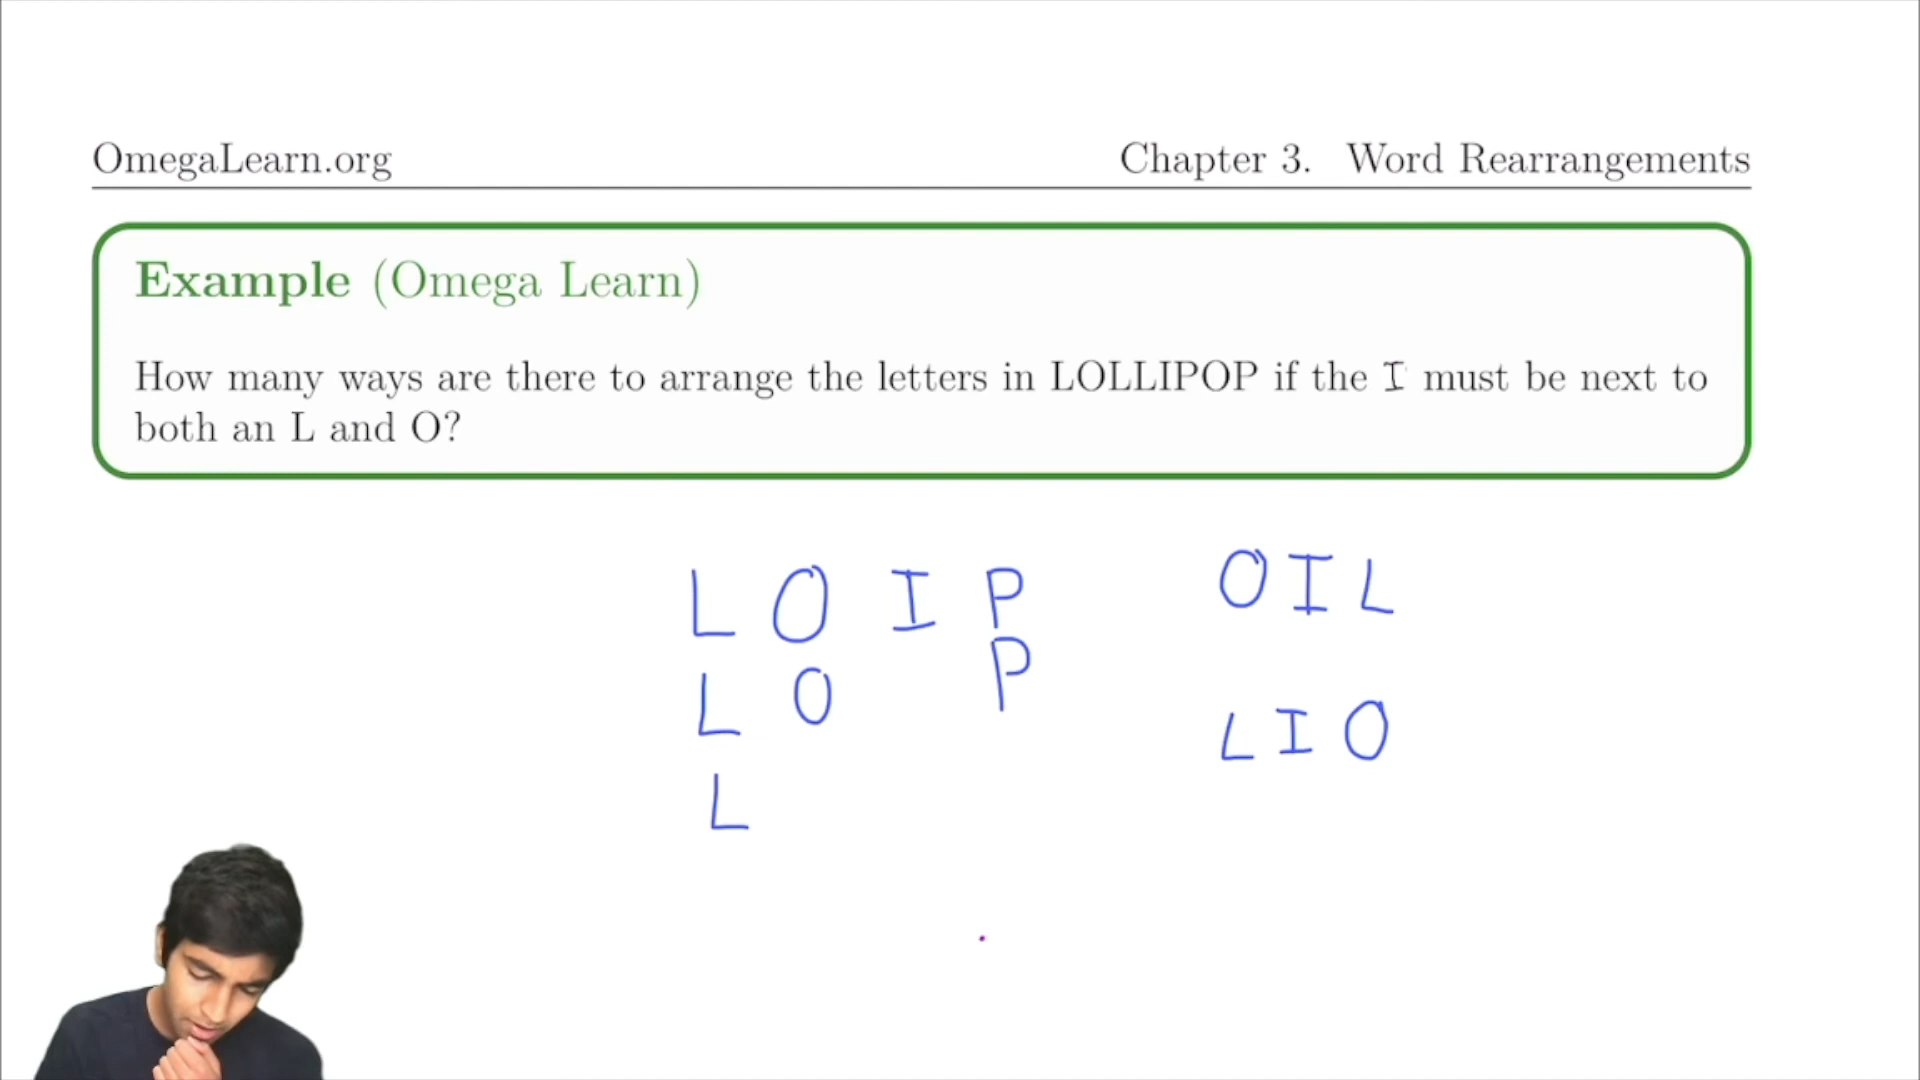 OmegaLearn.org
Chapter 3. Word Rearrangements
Example (Omega Learn)
How many ways are there to arrange the letters in LOLLIPOP if the I must be next to
both an L and O?
L O I P
OIL
L O P
LIO
L